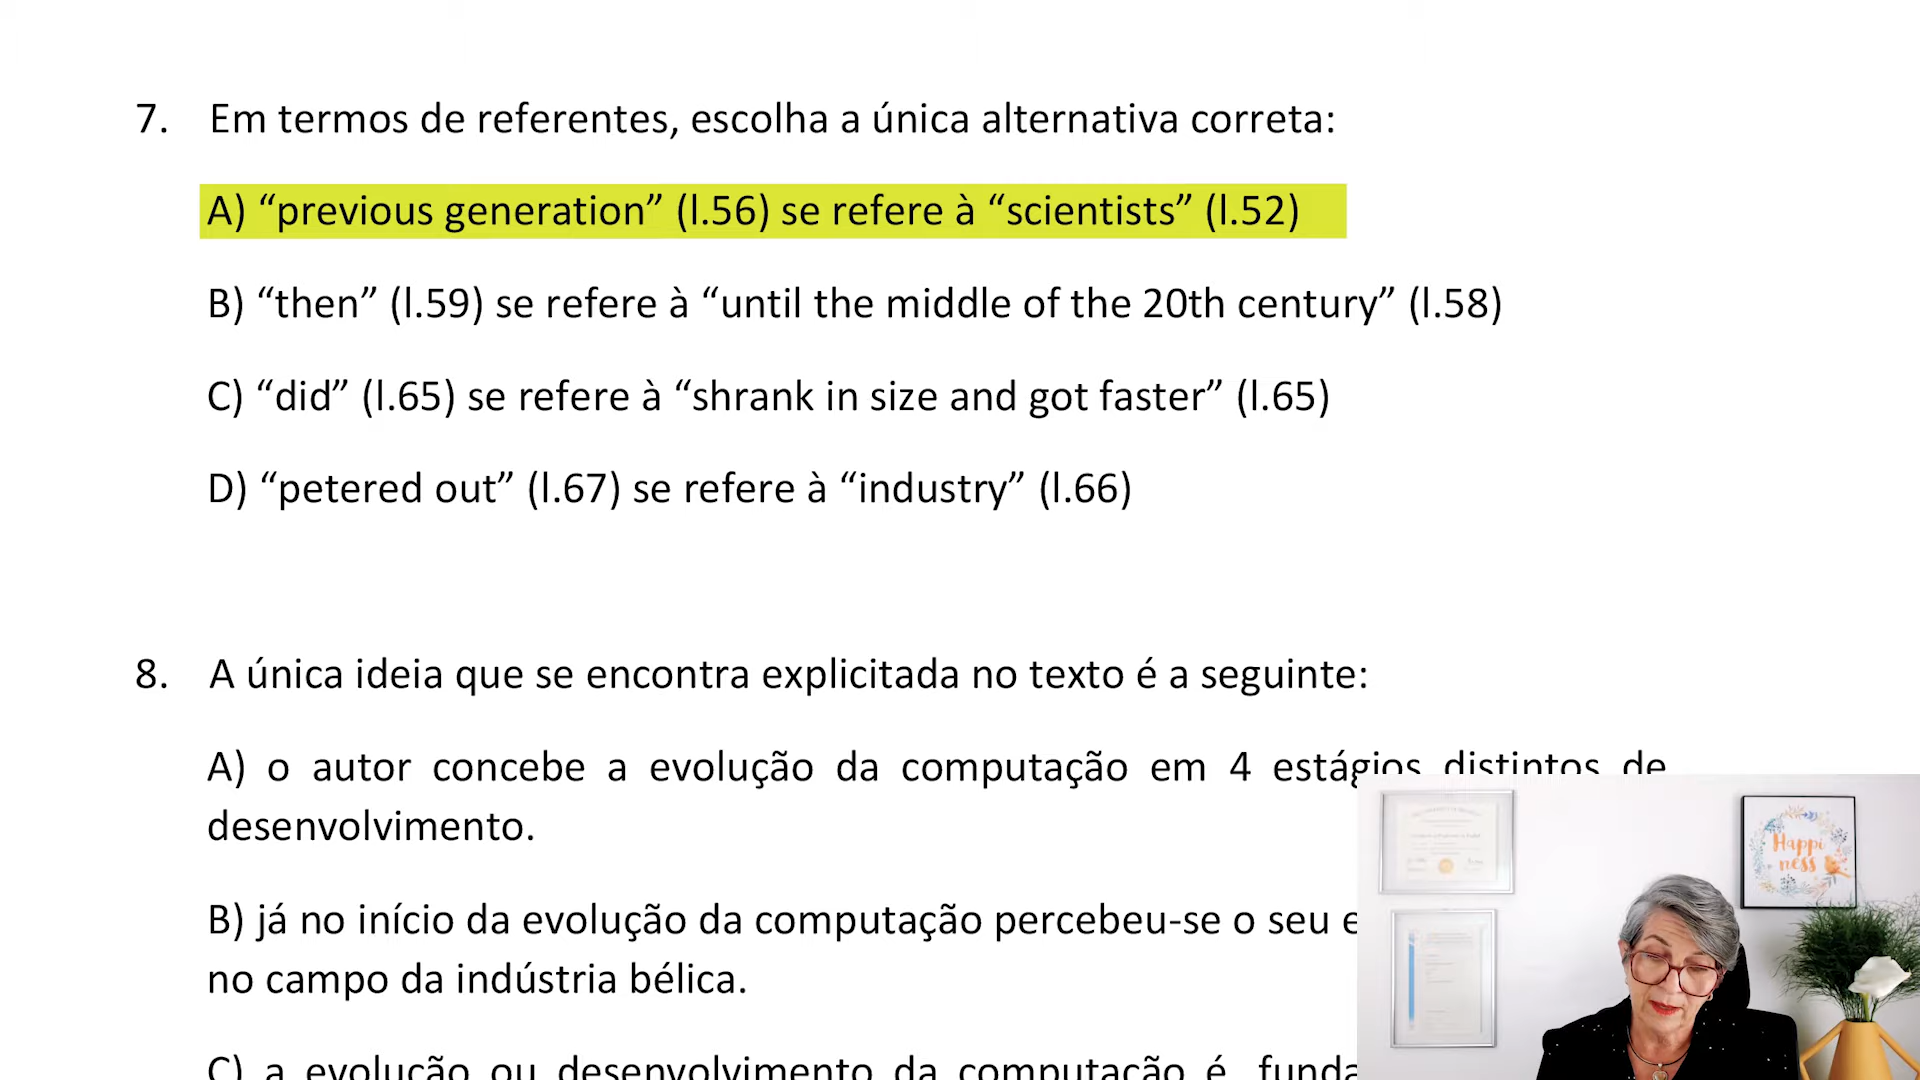 7. Em termos de referentes, escolha a única alternativa correta:
A) “previous generation” (l.56) se refere à “scientists” (l.52)
B) “then” (l.59) se refere à “until the middle of the 20th century” (l.58)
C) “did” (l.65) se refere à “shrank in size and got faster” (l.65)
D) “petered out” (l.67) se refere à “industry” (l.66)
8. A única ideia que se encontra explicitada no texto é a seguinte:
A) o autor concebe a evolução da computação em 4 estágios distintos de
desenvolvimento.
B) já no início da evolução da computação percebeu-se o seu
no campo da indústria bélica.
C) a evolução ou desenvolvimento da computação é,
Happi
ness